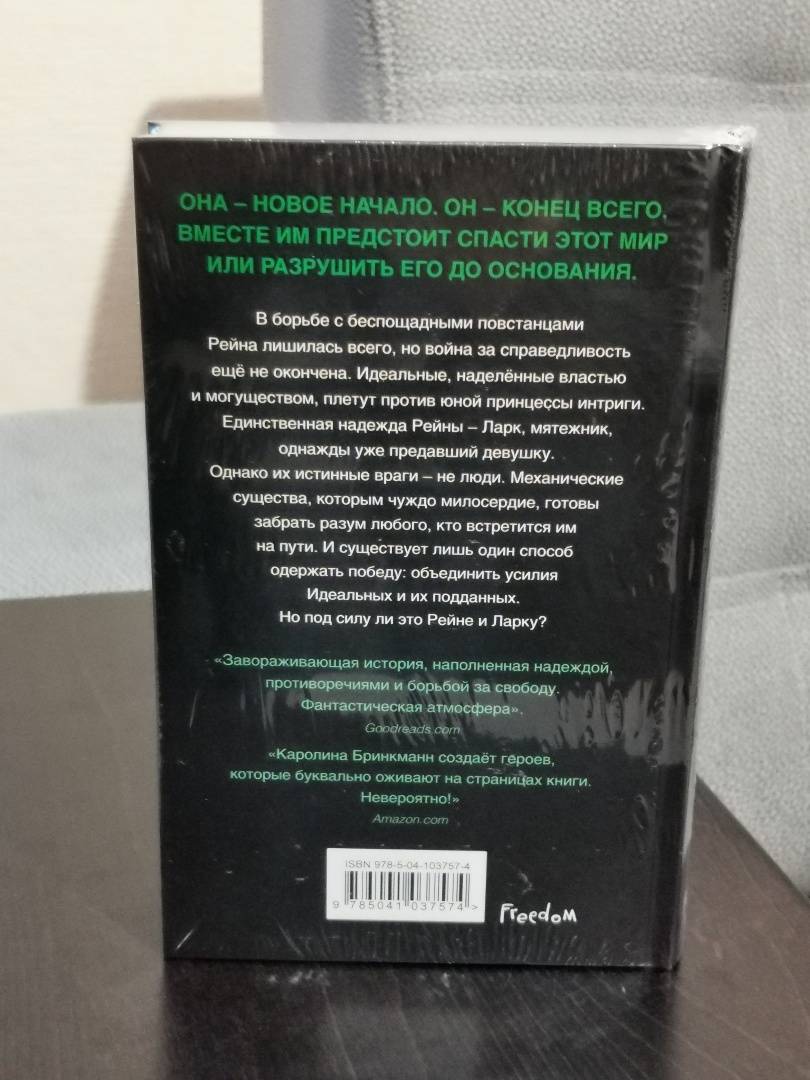 ОНА – НОВОЕ НАЧАЛО. ОН – КОНЕЦ ВСЕГО.
ВМЕСТЕ ИМ ПРЕДСТОИТ СПАСТИ ЭТОТ МИР
ИЛИ РАЗРУШИТЬ ЕГО ДО ОСНОВАНИЯ.
В борьбе с беспощадными повстанцами
Рейна лишилась всего, но война за справедливость
ещё не окончена. Идеальные, наделённые властью
и могуществом, плетут против юной принцессы интриги.
Единственная надежда Рейны – Ларк, мятежник,
однажды уже предавший девушку.
Однако их истинные враги – не люди. Механические
существа, которым чуждо милосердие, готовы
забрать разум любого, кто встретится им
на пути. И существует лишь один способ
одержать победу: объединить усилия
Идеальных и их подданных.
Но под силу ли это Рейне и Ларку?
«Завораживающая история, наполненная надеждой,
противоречиями и борьбой за свободу.
Фантастическая атмосфера».
Goodreads.com
«Каролина Бринкманн создаёт героев,
которые буквально оживают на страницах книги.
Невероятно!»
Amazon.com
ISBN 978-5-04-103757-4
9 785041 037574 >
Freedom